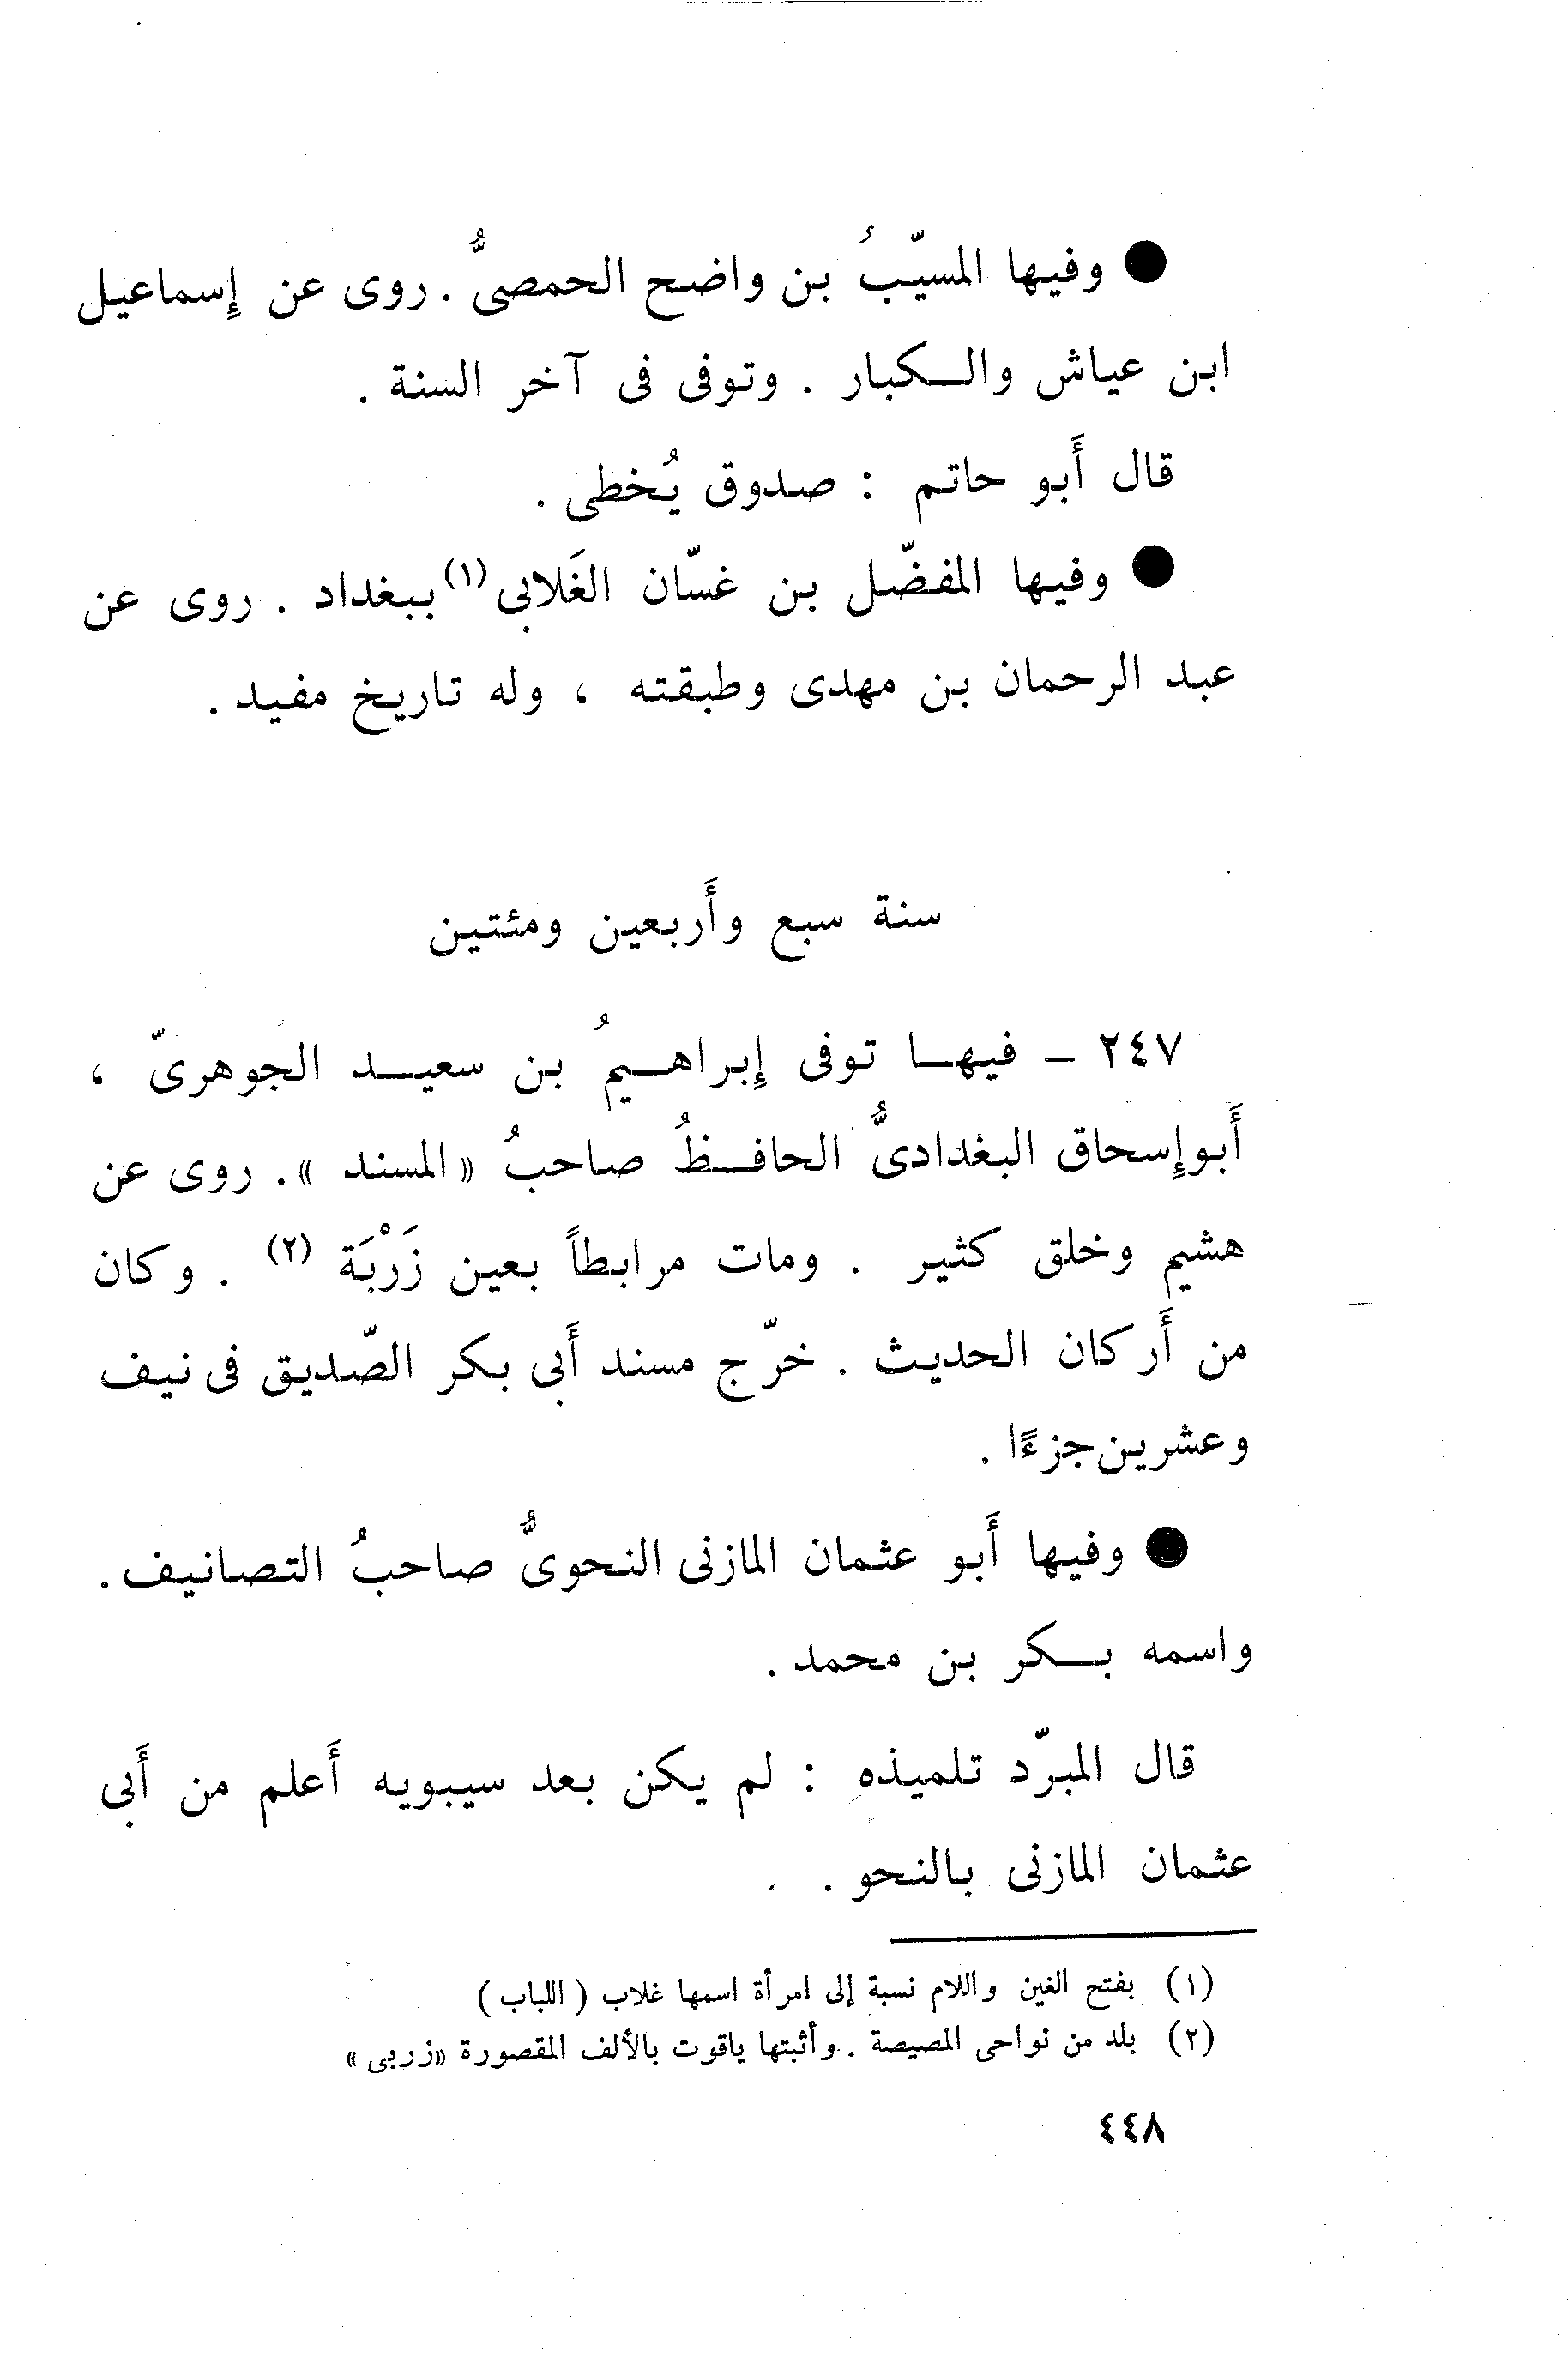 ● وفيها المسيّبُ بن واضح الحمصىُّ . روى عن إسماعيل
ابن عياش والكبار . وتوفى فى آخر السنة .
قال أَبو حاتم : صدوق يُخطى .
● وفيها المفضّل بن غسّان الغَلابى (١) ببغداد . روى عن
عبد الرحمان بن مهدى وطبقته ، وله تاريخ مفيد .
سنة سبع وأَربعين ومئتين
٢٤٧ – فيها توفى إبراهيمُ بن سعيد الجوهرىّ ،
أَبو إسحاق البغدادىُّ الحافظُ صاحبُ «المسند» . روى عن
هشيم وخلق كثير . ومات مرابطاً بعين زَرْبَة (٢) . وكان
من أَركان الحديث . خرّج مسند أَبى بكر الصّديق فى نيف
وعشرين جزءًا .
● وفيها أَبو عثمان المازنى النحوىُّ صاحبُ التصانيف .
واسمه بكر بن محمد .
قال المبرّد تلميذه : لم يكن بعد سيبويه أَعلم من أَبى
عثمان المازنى بالنحو .
(١) بفتح الغين واللام نسبة إلى امرأة اسمها غلاب ( اللباب )
(٢) بلد من نواحى المصيصة . وأثبتها ياقوت بالألف المقصورة «زربى»
٤٤٨